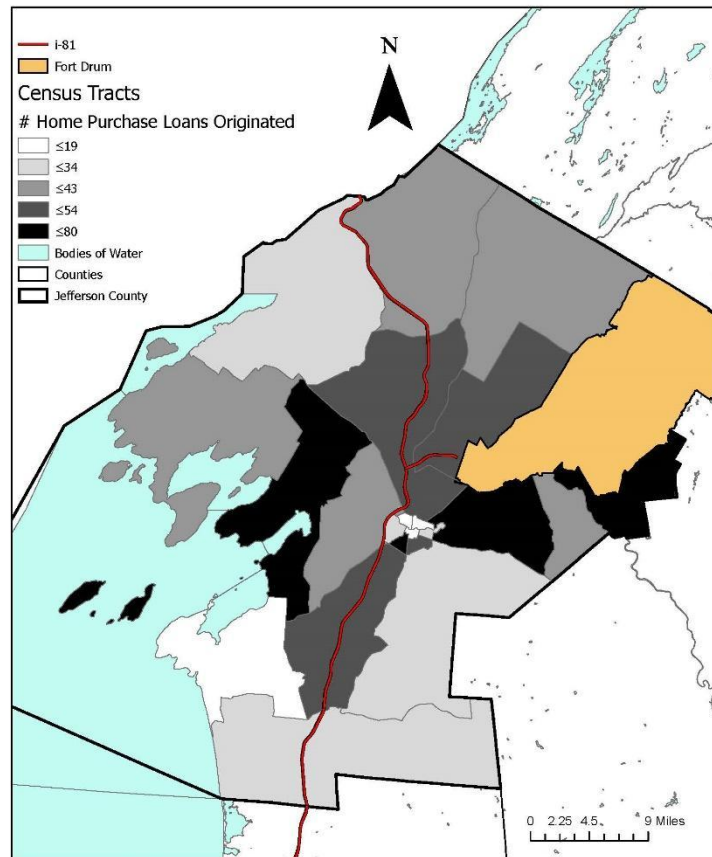 i-81
Fort Drum
Census Tracts
# Home Purchase Loans Originated
≤19
≤34
≤43
≤54
≤80
Bodies of Water
Counties
Jefferson County
N
0 2.25 4.5 9 Miles